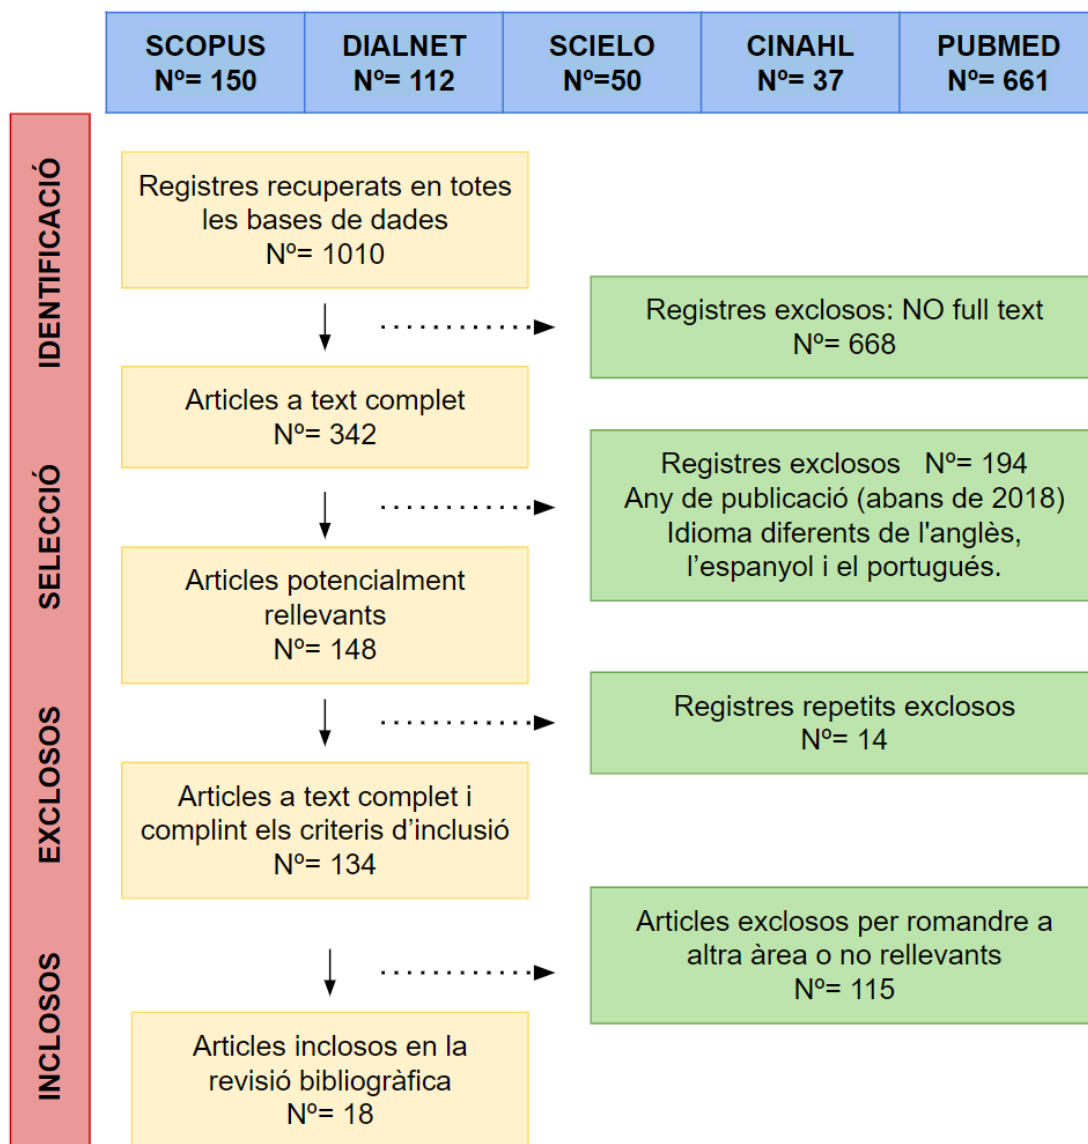 SCOPUS
Nº= 150
DIALNET
Nº= 112
SCIELO
Nº=50
CINAHL
Nº= 37
PUBMED
Nº= 661
IDENTIFICACIÓ
Registres recuperats en totes
les bases de dades
Nº= 1010
Registres exclosos: NO full text
Nº= 668
Articles a text complet
Nº= 342
SELECCIÓ
Registres exclosos Nº= 194
Any de publicació (abans de 2018)
Idioma diferents de l'anglès,
l’espanyol i el portugués.
Articles potencialment
rellevants
Nº= 148
EXCLOSOS
Registres repetits exclosos
Nº= 14
Articles a text complet i
complint els criteris d’inclusió
Nº= 134
INCLOSOS
Articles exclosos per romandre a
altra àrea o no rellevants
Nº= 115
Articles inclosos en la
revisió bibliogràfica
Nº= 18